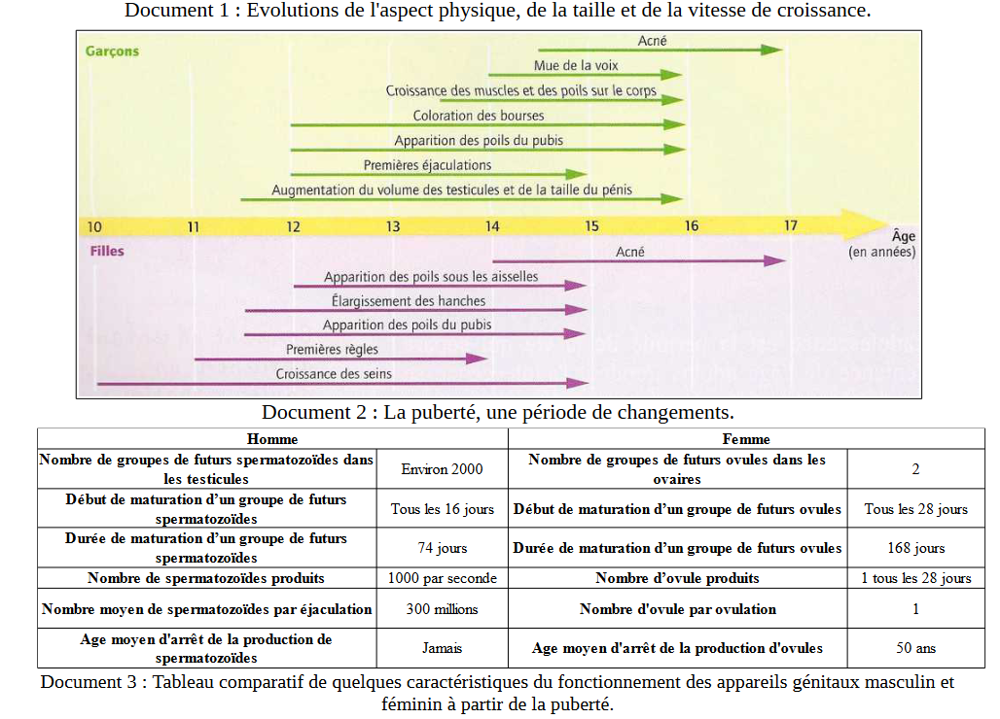 Document 1 : Evolutions de l'aspect physique, de la taille et de la vitesse de croissance.
Garçons
Acné
Mue de la voix
Croissance des muscles et des poils sur le corps
Coloration des bourses
Apparition des poils du pubis
Premières éjaculations
Augmentation du volume des testicules et de la taille du pénis
10 11 12 13 14 15 16 17
Âge
(en années)
Filles
Acné
Apparition des poils sous les aisselles
Élargissement des hanches
Apparition des poils du pubis
Premières règles
Croissance des seins
Document 2 : La puberté, une période de changements.
Homme Femme
Nombre de groupes de futurs spermatozoïdes dans
les testicules
Environ 2000
Nombre de groupes de futurs ovules dans les
ovaires
2
Début de maturation d’un groupe de futurs
spermatozoïdes
Tous les 16 jours
Début de maturation d’un groupe de futurs ovules
Tous les 28 jours
Durée de maturation d’un groupe de futurs
spermatozoïdes
74 jours
Durée de maturation d’un groupe de futurs ovules
168 jours
Nombre de spermatozoïdes produits
1000 par seconde
Nombre d’ovule produits
1 tous les 28 jours
Nombre moyen de spermatozoïdes par éjaculation
300 millions
Nombre d'ovule par ovulation
1
Age moyen d'arrêt de la production de
spermatozoïdes
Jamais
Age moyen d'arrêt de la production d'ovules
50 ans
Document 3 : Tableau comparatif de quelques caractéristiques du fonctionnement des appareils génitaux masculin et
féminin à partir de la puberté.